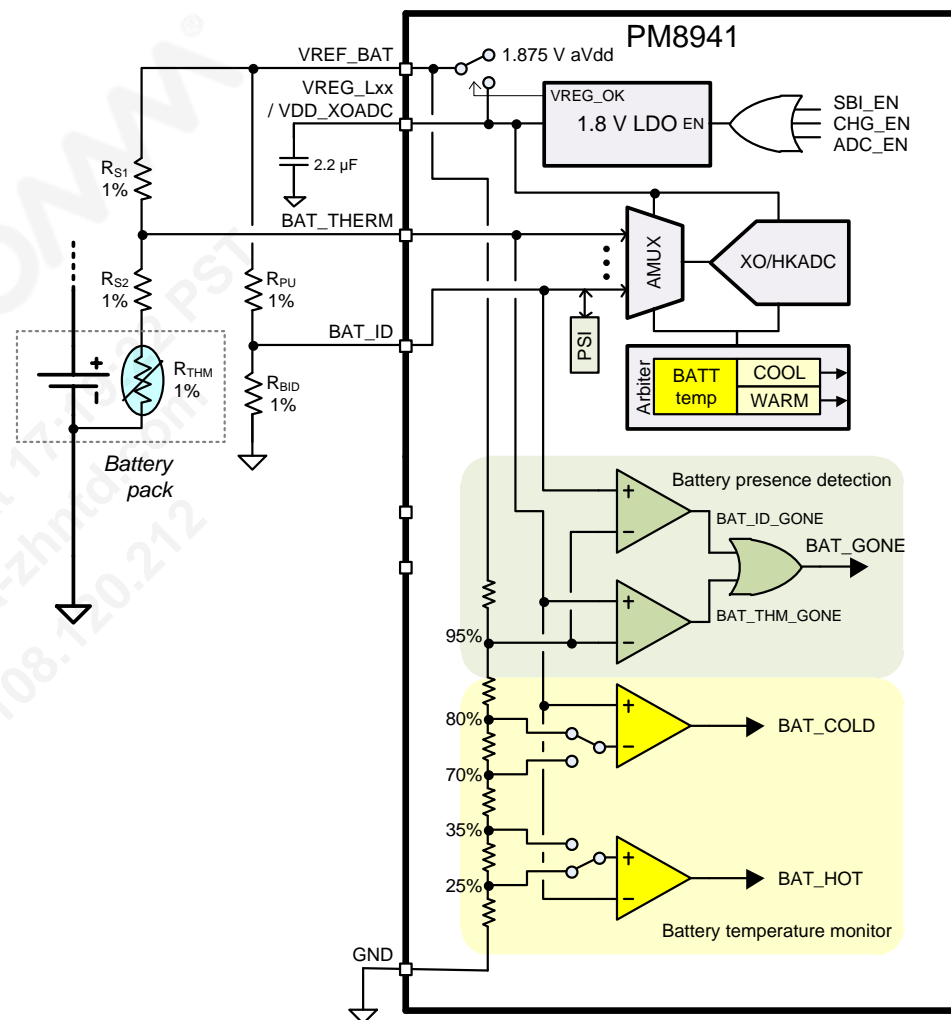 PM8941
VREF_BAT
1.875 V aVdd
VREG_Lxx
/ VDD_XOADC
VREG_OK
1.8 V LDO EN
SBI_EN
CHG_EN
ADC_EN
2.2 µF
RS1
1%
BAT_THERM
AMUX
XO/HKADC
RS2
1%
RPU
1%
BAT_ID
PSI
Arbiter
BATT
temp
COOL
WARM
+
-
RTHM
1%
RBID
1%
Battery
pack
Battery presence detection
+
-
BAT_ID_GONE
BAT_GONE
+
-
BAT_THM_GONE
95%
80%
+
-
BAT_COLD
70%
35%
+
-
BAT_HOT
25%
Battery temperature monitor
GND
108.120.212